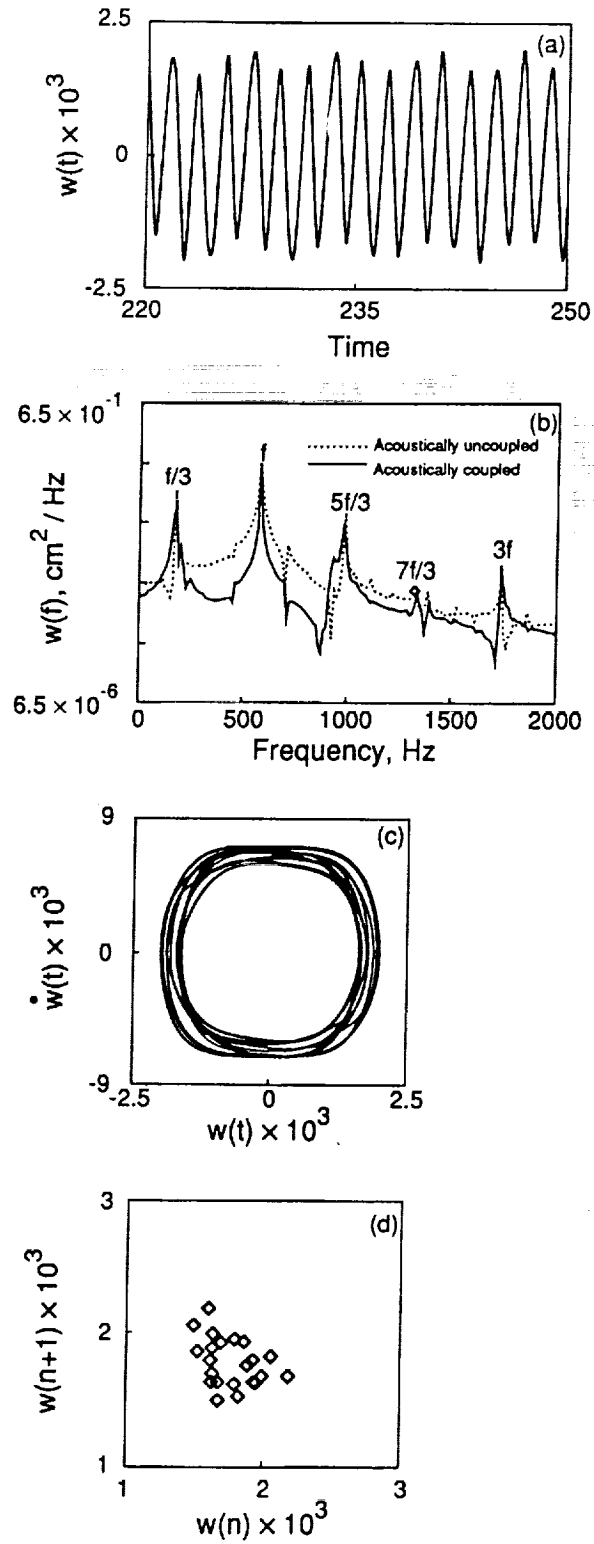 2.5
(a)
w(t) × 10³
0
-2.5
220
235
250
Time
6.5 × 10⁻¹
(b)
f
Acoustically uncoupled
Acoustically coupled
f/3
5f/3
7f/3
3f
w(f), cm² / Hz
6.5 × 10⁻⁶
0
500
1000
1500
2000
Frequency, Hz
9
(c)
ẇ(t) × 10³
0
-9
-2.5
0
2.5
w(t) × 10³
3
(d)
w(n+1) × 10³
2
1
1
2
3
w(n) × 10³